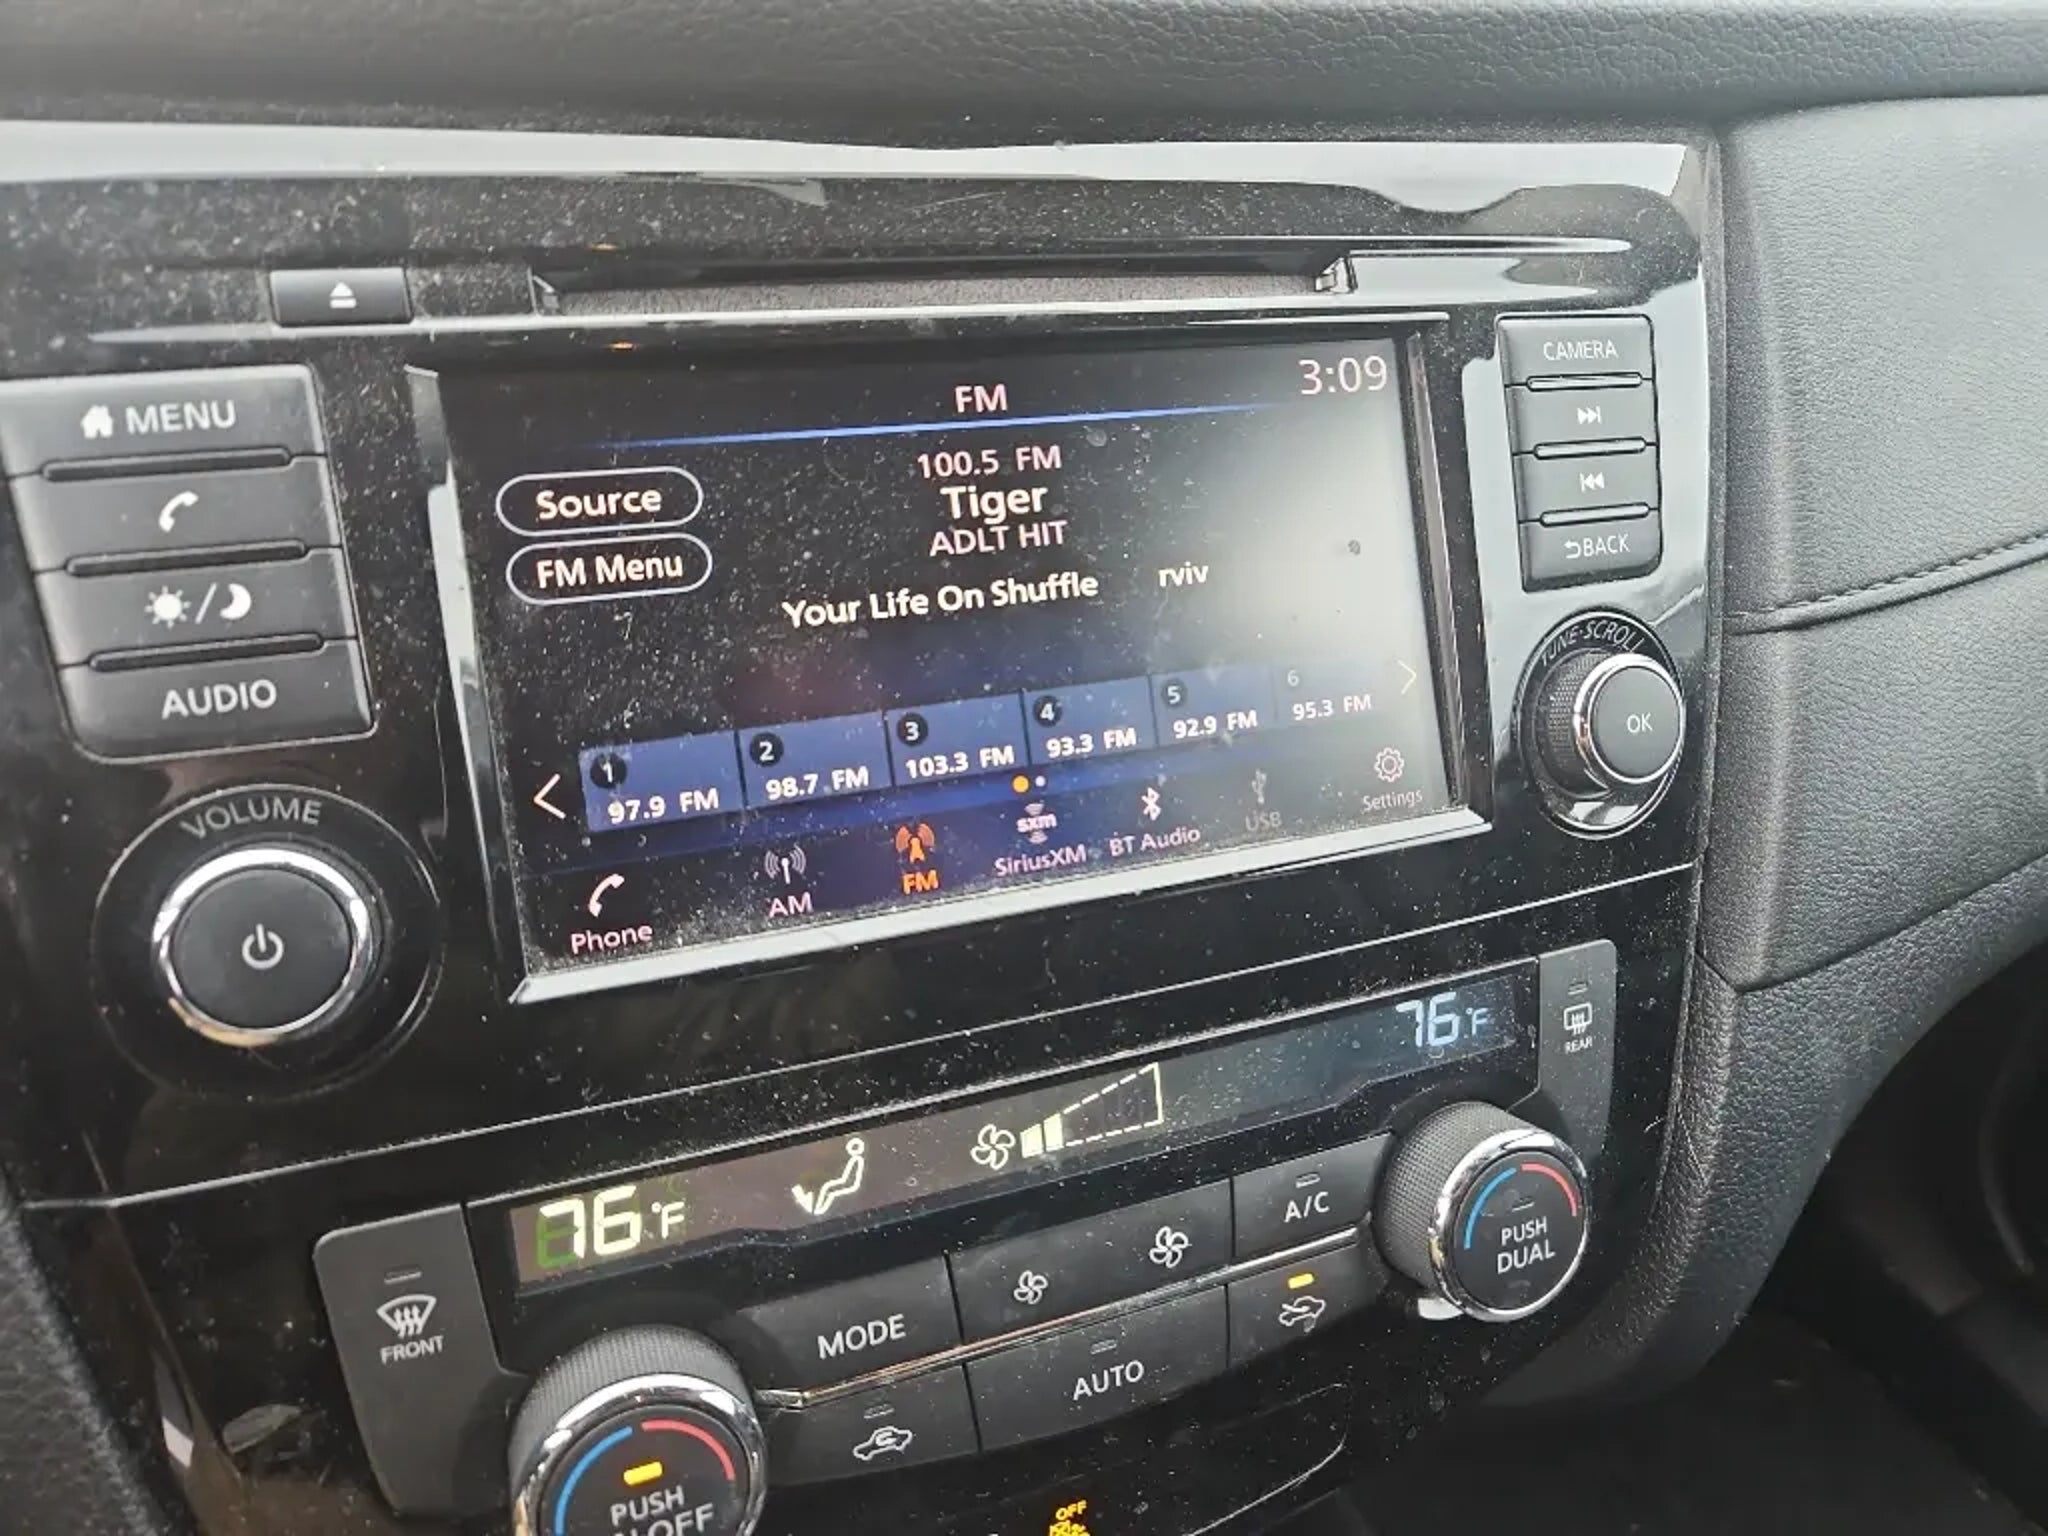 CAMERA
MENU
FM
3:09
100.5 FM
Source
Tiger
ADLT HIT
BACK
FM Menu
Your Life On Shuffle rviv
TUNE·SCROLL
AUDIO
OK
1 97.9 FM
2 98.7 FM
3 103.3 FM
4 93.3 FM
5 92.9 FM
6 95.3 FM
VOLUME
Phone
AM
FM
sxm
SiriusXM
BT Audio
USB
Settings
76°F
REAR
76°F
A/C
PUSH
DUAL
FRONT
MODE
AUTO
PUSH
OFF